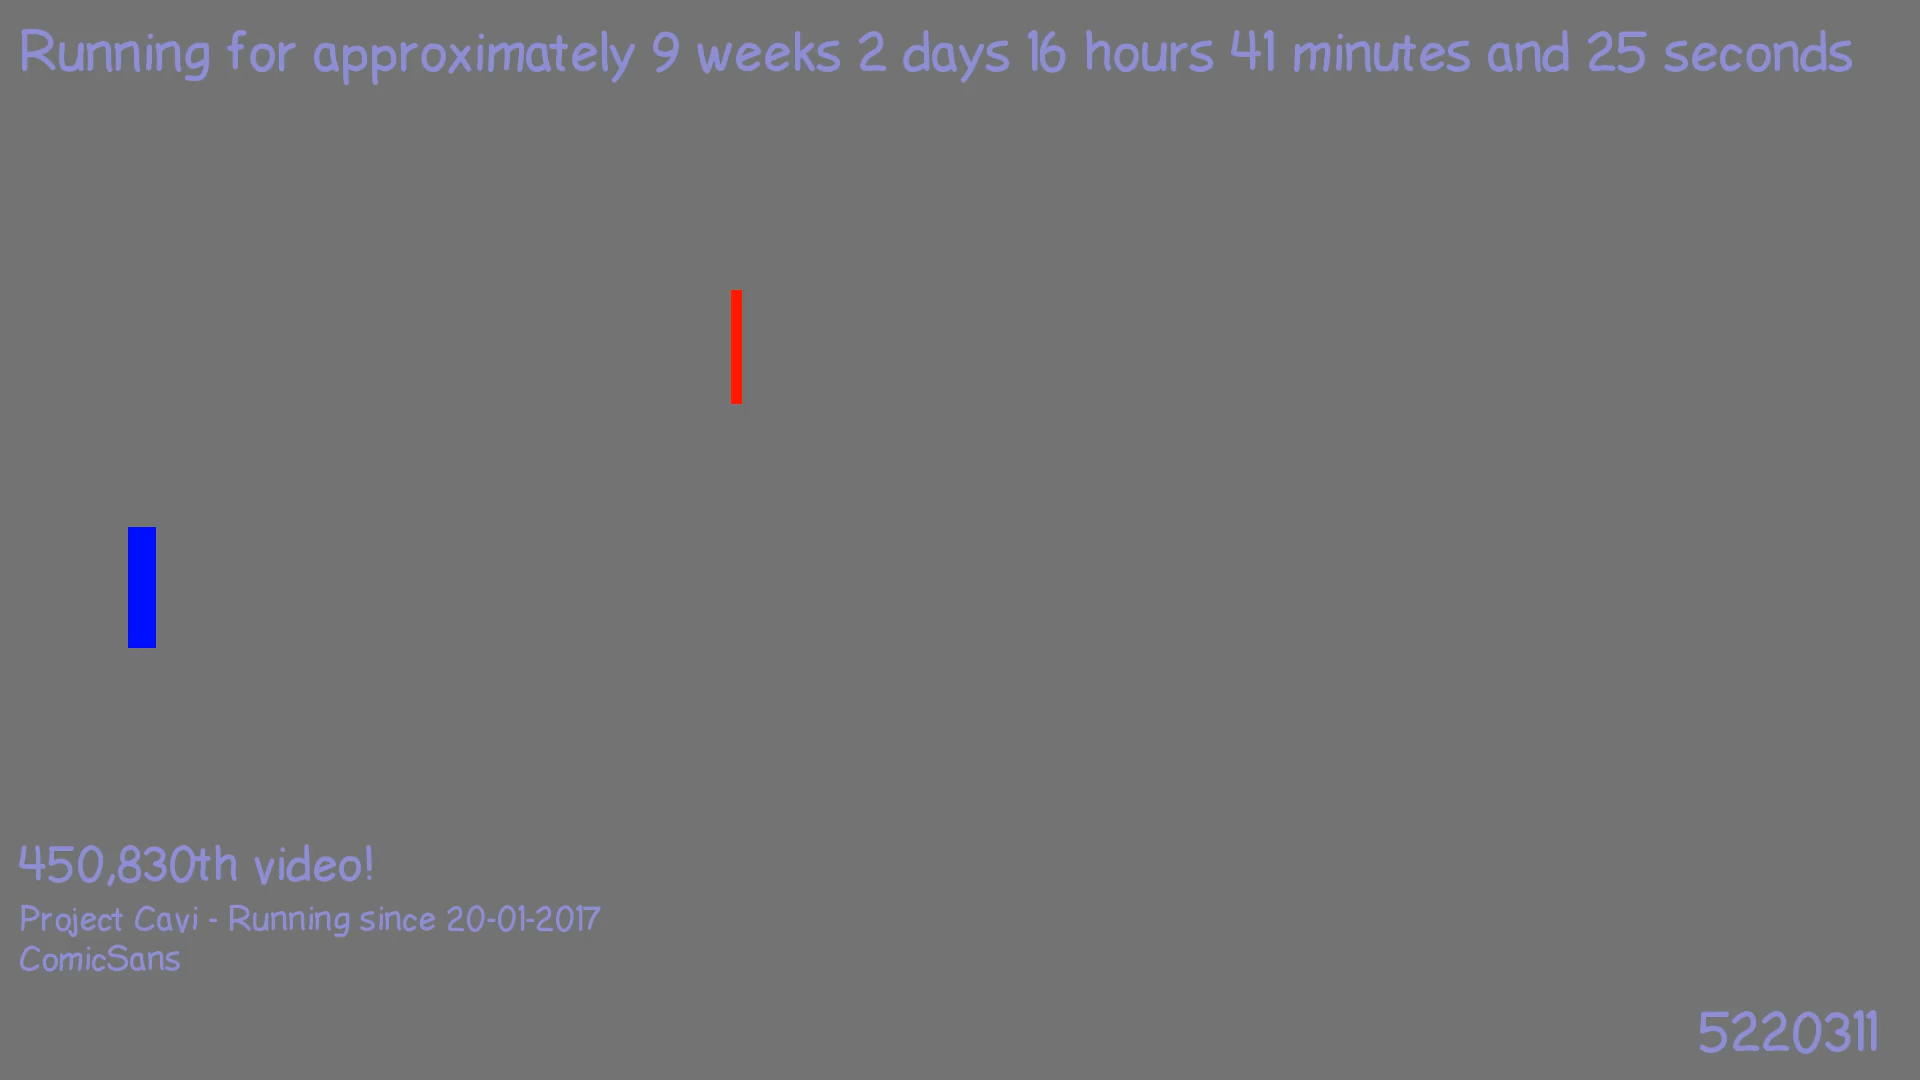 Running for approximately 9 weeks 2 days 16 hours 41 minutes and 25 seconds
450,830th video!
Project Cavi - Running since 20-01-2017
ComicSans
5220311